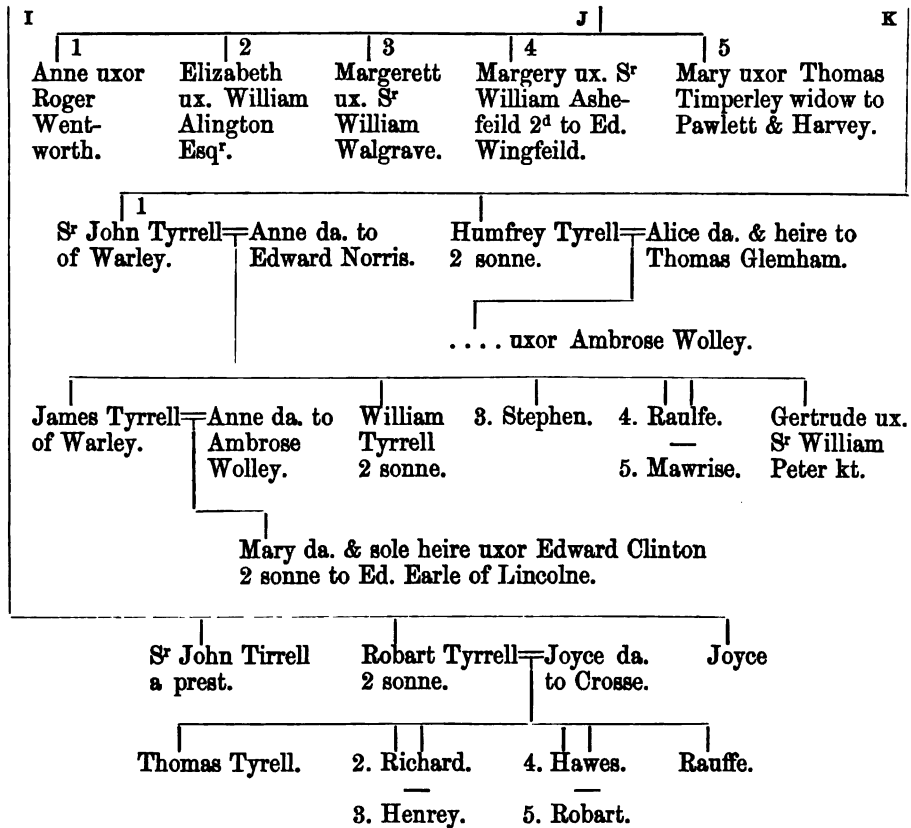 I J K
1 2 3 4 5
Anne uxor Roger Went- worth.
Elizabeth ux. William Alington Esqʳ.
Margerett ux. Sʳ William Walgrave.
Margery ux. Sʳ William Ashe- feild 2ᵈ to Ed. Wingfeild.
Mary uxor Thomas Timperley widow to Pawlett & Harvey.
1
Sʳ John Tyrrell
of Warley.
Anne da. to
Edward Norris.
Humfrey Tyrell
2 sonne.
Alice da. & heire to
Thomas Glemham.
. . . . uxor Ambrose Wolley.
James Tyrrell
of Warley.
Anne da. to
Ambrose
Wolley.
William
Tyrrell
2 sonne.
3. Stephen.
4. Raulfe.
5. Mawrise.
Gertrude ux.
Sʳ William
Peter kt.
Mary da. & sole heire uxor Edward Clinton
2 sonne to Ed. Earle of Lincolne.
Sʳ John Tirrell
a prest.
Robart Tyrrell
2 sonne.
Joyce da.
to Crosse.
Joyce
Thomas Tyrell.
2. Richard.
3. Henrey.
4. Hawes.
5. Robart.
Rauffe.